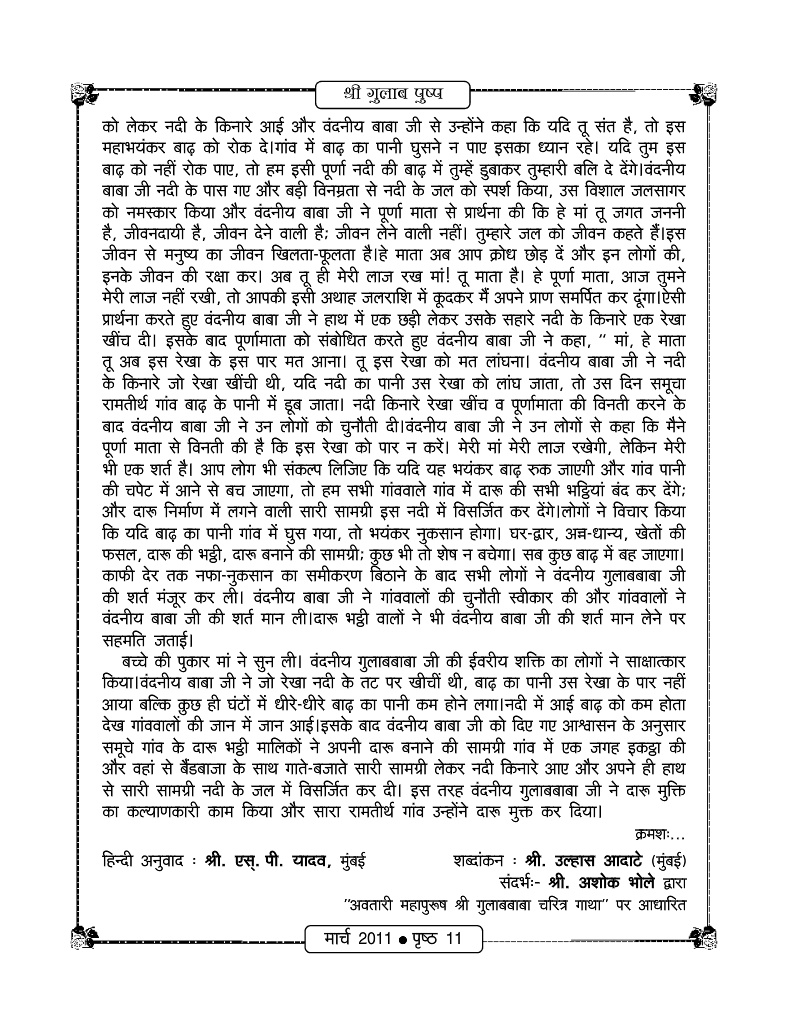 श्री गुलाब पुष्प
को लेकर नदी के किनारे आई और वंदनीय बाबा जी से उन्होंने कहा कि यदि तू संत है, तो इस
महाभयंकर बाढ़ को रोक दे।गांव में बाढ़ का पानी घुसने न पाए इसका ध्यान रहे। यदि तुम इस
बाढ़ को नहीं रोक पाए, तो हम इसी पूर्णा नदी की बाढ़ में तुम्हें डुबाकर तुम्हारी बलि दे देंगे।वंदनीय
बाबा जी नदी के पास गए और बड़ी विनम्रता से नदी के जल को स्पर्श किया, उस विशाल जलसागर
को नमस्कार किया और वंदनीय बाबा जी ने पूर्णा माता से प्रार्थना की कि हे मां तू जगत जननी
है, जीवनदायी है, जीवन देने वाली है; जीवन लेने वाली नहीं। तुम्हारे जल को जीवन कहते हैं।इस
जीवन से मनुष्य का जीवन खिलता-फूलता है।हे माता अब आप क्रोध छोड़ दें और इन लोगों की,
इनके जीवन की रक्षा कर। अब तू ही मेरी लाज रख मां! तू माता है। हे पूर्णा माता, आज तुमने
मेरी लाज नहीं रखी, तो आपकी इसी अथाह जलराशि में कूदकर मैं अपने प्राण समर्पित कर दूंगा।ऐसी
प्रार्थना करते हुए वंदनीय बाबा जी ने हाथ में एक छड़ी लेकर उसके सहारे नदी के किनारे एक रेखा
खींच दी। इसके बाद पूर्णामाता को संबोधित करते हुए वंदनीय बाबा जी ने कहा, " मां, हे माता
तू अब इस रेखा के इस पार मत आना। तू इस रेखा को मत लांघना। वंदनीय बाबा जी ने नदी
के किनारे जो रेखा खींची थी, यदि नदी का पानी उस रेखा को लांघ जाता, तो उस दिन समूचा
रामतीर्थ गांव बाढ़ के पानी में डूब जाता। नदी किनारे रेखा खींच व पूर्णामाता की विनती करने के
बाद वंदनीय बाबा जी ने उन लोगों को चुनौती दी।वंदनीय बाबा जी ने उन लोगों से कहा कि मैने
पूर्णा माता से विनती की है कि इस रेखा को पार न करें। मेरी मां मेरी लाज रखेगी, लेकिन मेरी
भी एक शर्त है। आप लोग भी संकल्प लिजिए कि यदि यह भयंकर बाढ़ रुक जाएगी और गांव पानी
की चपेट में आने से बच जाएगा, तो हम सभी गांववाले गांव में दारू की सभी भट्ठियां बंद कर देंगे;
और दारू निर्माण में लगने वाली सारी सामग्री इस नदी में विसर्जित कर देंगे।लोगों ने विचार किया
कि यदि बाढ़ का पानी गांव में घुस गया, तो भयंकर नुकसान होगा। घर-द्वार, अन्न-धान्य, खेतों की
फसल, दारू की भट्ठी, दारू बनाने की सामग्री; कुछ भी तो शेष न बचेगा। सब कुछ बाढ़ में बह जाएगा।
काफी देर तक नफा-नुकसान का समीकरण बिठाने के बाद सभी लोगों ने वंदनीय गुलाबबाबा जी
की शर्त मंजूर कर ली। वंदनीय बाबा जी ने गांववालों की चुनौती स्वीकार की और गांववालों ने
वंदनीय बाबा जी की शर्त मान ली।दारू भट्ठी वालों ने भी वंदनीय बाबा जी की शर्त मान लेने पर
सहमति जताई।
बच्चे की पुकार मां ने सुन ली। वंदनीय गुलाबबाबा जी की ईवरीय शक्ति का लोगों ने साक्षात्कार
किया।वंदनीय बाबा जी ने जो रेखा नदी के तट पर खीचीं थी, बाढ़ का पानी उस रेखा के पार नहीं
आया बल्कि कुछ ही घंटों में धीरे-धीरे बाढ़ का पानी कम होने लगा।नदी में आई बाढ़ को कम होता
देख गांववालों की जान में जान आई।इसके बाद वंदनीय बाबा जी को दिए गए आश्वासन के अनुसार
समूचे गांव के दारू भट्ठी मालिकों ने अपनी दारू बनाने की सामग्री गांव में एक जगह इकट्ठा की
और वहां से बैंडबाजा के साथ गाते-बजाते सारी सामग्री लेकर नदी किनारे आए और अपने ही हाथ
से सारी सामग्री नदी के जल में विसर्जित कर दी। इस तरह वंदनीय गुलाबबाबा जी ने दारू मुक्ति
का कल्याणकारी काम किया और सारा रामतीर्थ गांव उन्होंने दारू मुक्त कर दिया।
क्रमशः...
हिन्दी अनुवाद : श्री. एस्. पी. यादव, मुंबई शब्दांकन : श्री. उल्हास आदाटे (मुंबई)
संदर्भः- श्री. अशोक भोले द्वारा
"अवतारी महापुरूष श्री गुलाबबाबा चरित्र गाथा" पर आधारित
मार्च 2011 ● पृष्ठ 11